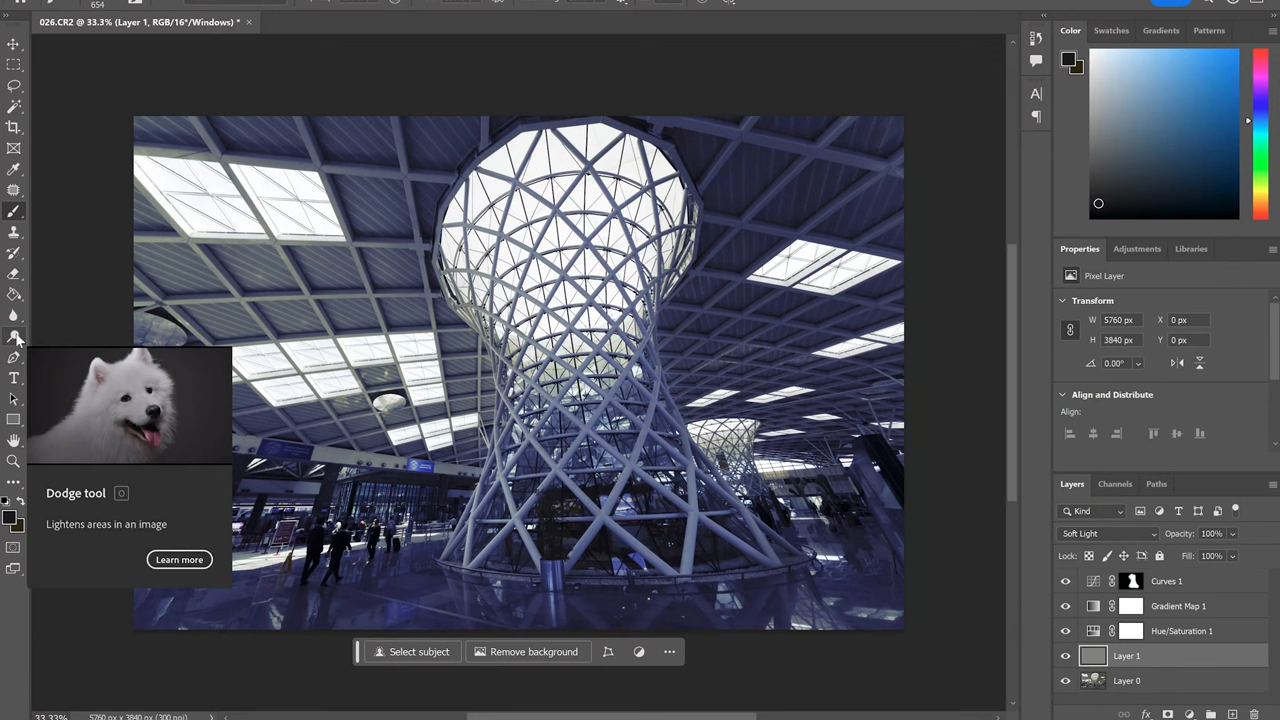 654
026.CR2 @ 33.3% (Layer 1, RGB/16*/Windows) *
Color
Swatches
Gradients
Patterns
Properties
Adjustments
Libraries
Pixel Layer
Transform
W 5760 px X 0 px
H 3840 px Y 0 px
0.00°
Align and Distribute
Align:
Layers
Channels
Paths
Kind
Soft Light
Opacity: 100%
Lock:
Fill: 100%
Curves 1
Gradient Map 1
Hue/Saturation 1
Layer 1
Layer 0
Dodge tool O
Lightens areas in an image
Learn more
Select subject
Remove background
33.33% 5760 px x 3840 px (300 ppi)